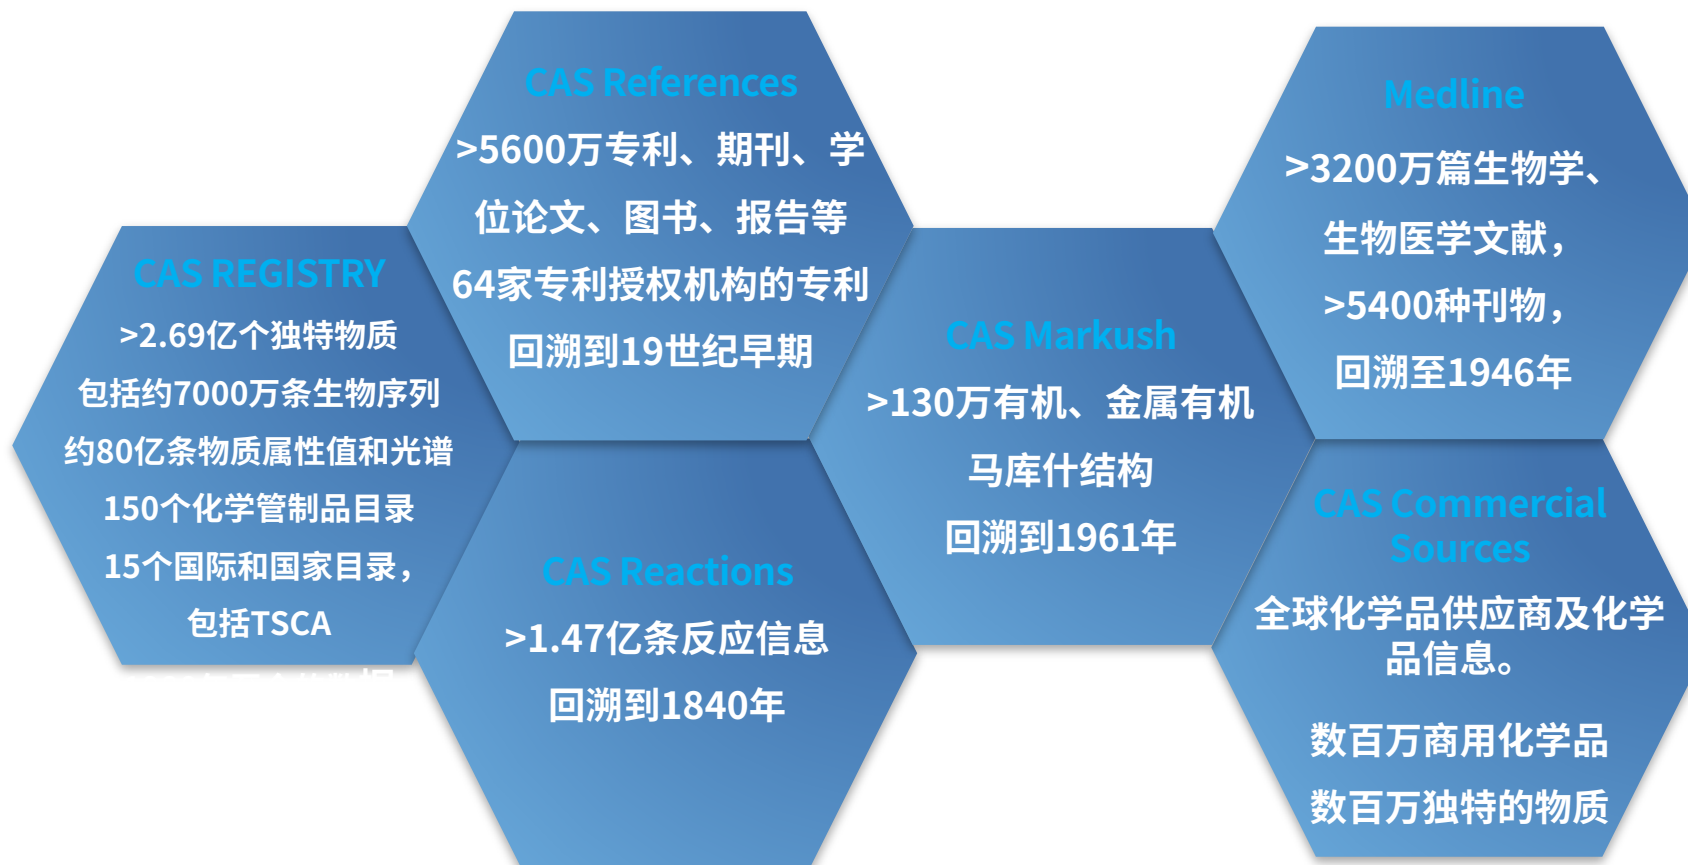 CAS REGISTRY
>2.69亿个独特物质
包括约7000万条生物序列
约80亿条物质属性值和光谱
150个化学管制品目录
15个国际和国家目录，
包括TSCA
CAS References
>5600万专利、期刊、学
位论文、图书、报告等
64家专利授权机构的专利
回溯到19世纪早期
CAS Reactions
>1.47亿条反应信息
回溯到1840年
CAS Markush
>130万有机、金属有机
马库什结构
回溯到1961年
Medline
>3200万篇生物学、
生物医学文献，
>5400种刊物，
回溯至1946年
CAS Commercial
Sources
全球化学品供应商及化学
品信息。
数百万商用化学品
数百万独特的物质